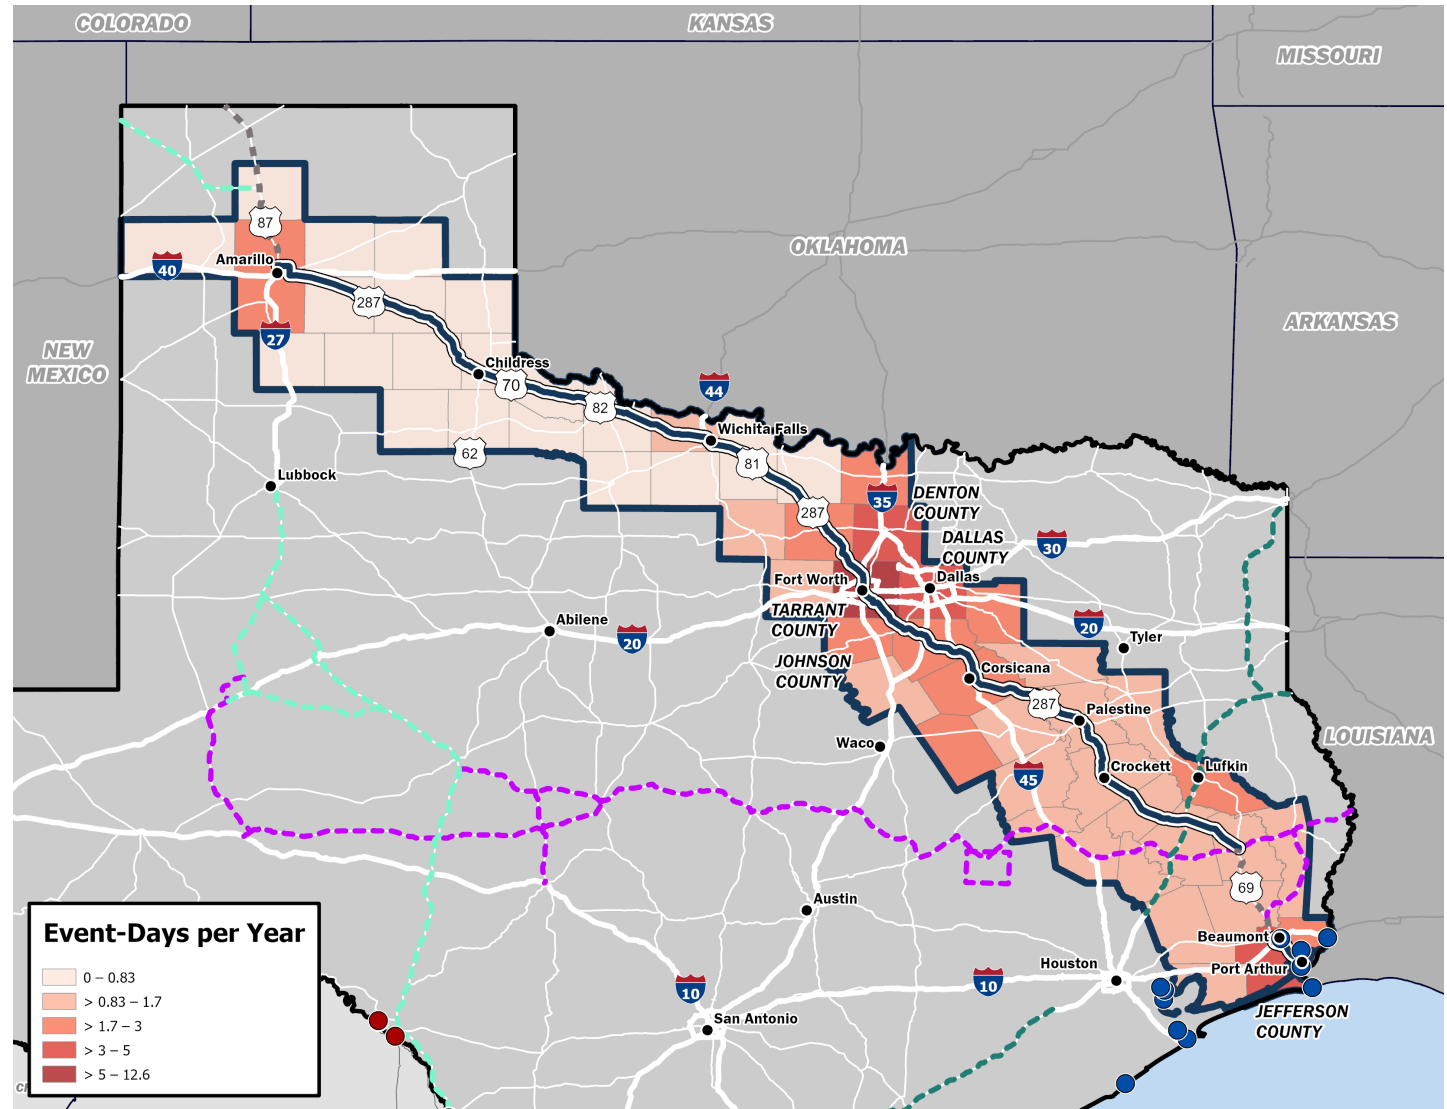 COLORADO
KANSAS
MISSOURI
87
OKLAHOMA
Amarillo
40
287
ARKANSAS
27
NEW
MEXICO
Childress
70
44
82
Wichita Falls
62
81
Lubbock
35
DENTON
COUNTY
287
DALLAS
COUNTY
30
Fort Worth
Dallas
TARRANT
COUNTY
Abilene
20
20
Tyler
JOHNSON
COUNTY
Corsicana
287
Palestine
LOUISIANA
Waco
Crockett
Lufkin
45
69
Austin
Beaumont
Houston
Port Arthur
10
10
JEFFERSON
COUNTY
San Antonio
Event-Days per Year
0 – 0.83
> 0.83 – 1.7
> 1.7 – 3
> 3 – 5
> 5 – 12.6